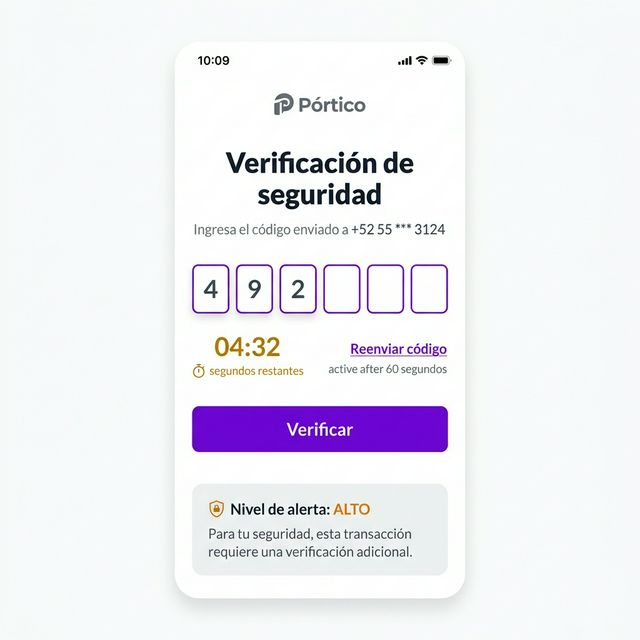 10:09
Pórtico
Verificación de
seguridad
Ingresa el código enviado a +52 55 *** 3124
4 9 2
04:32
segundos restantes
Reenviar código
active after 60 segundos
Verificar
Nivel de alerta: ALTO
Para tu seguridad, esta transacción
requiere una verificación adicional.